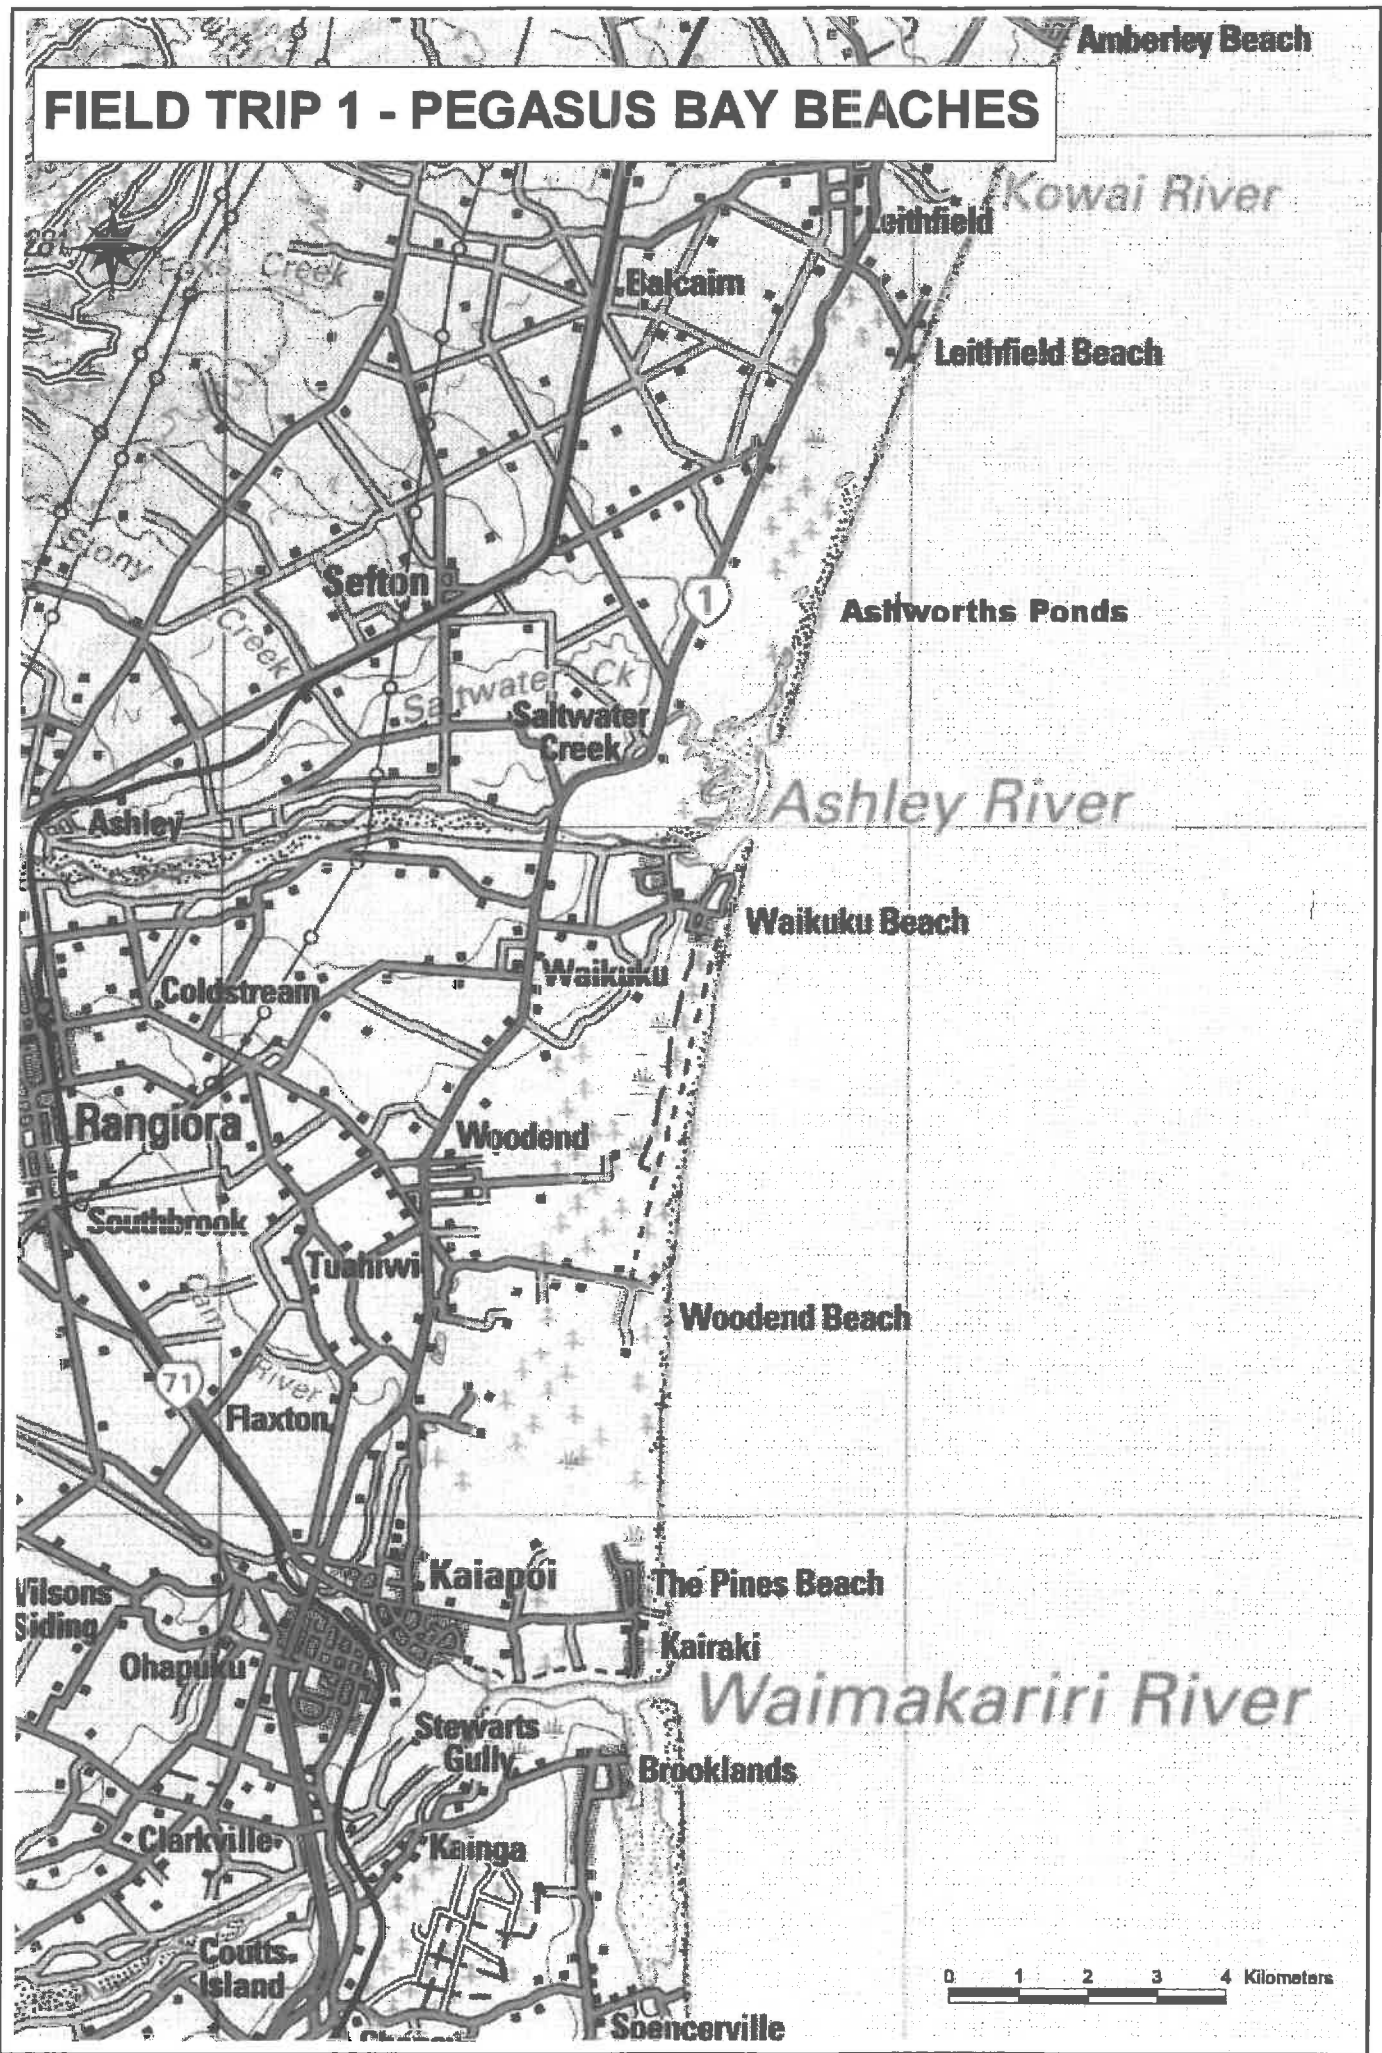 Amberley Beach
FIELD TRIP 1 - PEGASUS BAY BEACHES
Kowai River
Leithfield
281
Foxs Creek
Balcairn
Leithfield Beach
Stony
Creek
Sefton
1
Ashworths Ponds
Saltwater Ck
Saltwater
Creek
Ashley River
Ashley
Waikuku Beach
Waikuku
Coldstream
Rangiora
Woodend
Southbrook
Tuahiwi
Cam
River
Woodend Beach
71
Flaxton
Kaiapoi
The Pines Beach
Wilsons
Siding
Kairaki
Ohapuku
Waimakariri River
Stewarts
Gully
Brooklands
Clarkville
Kainga
Coutts
Island
0 1 2 3 4 Kilometers
Spencerville